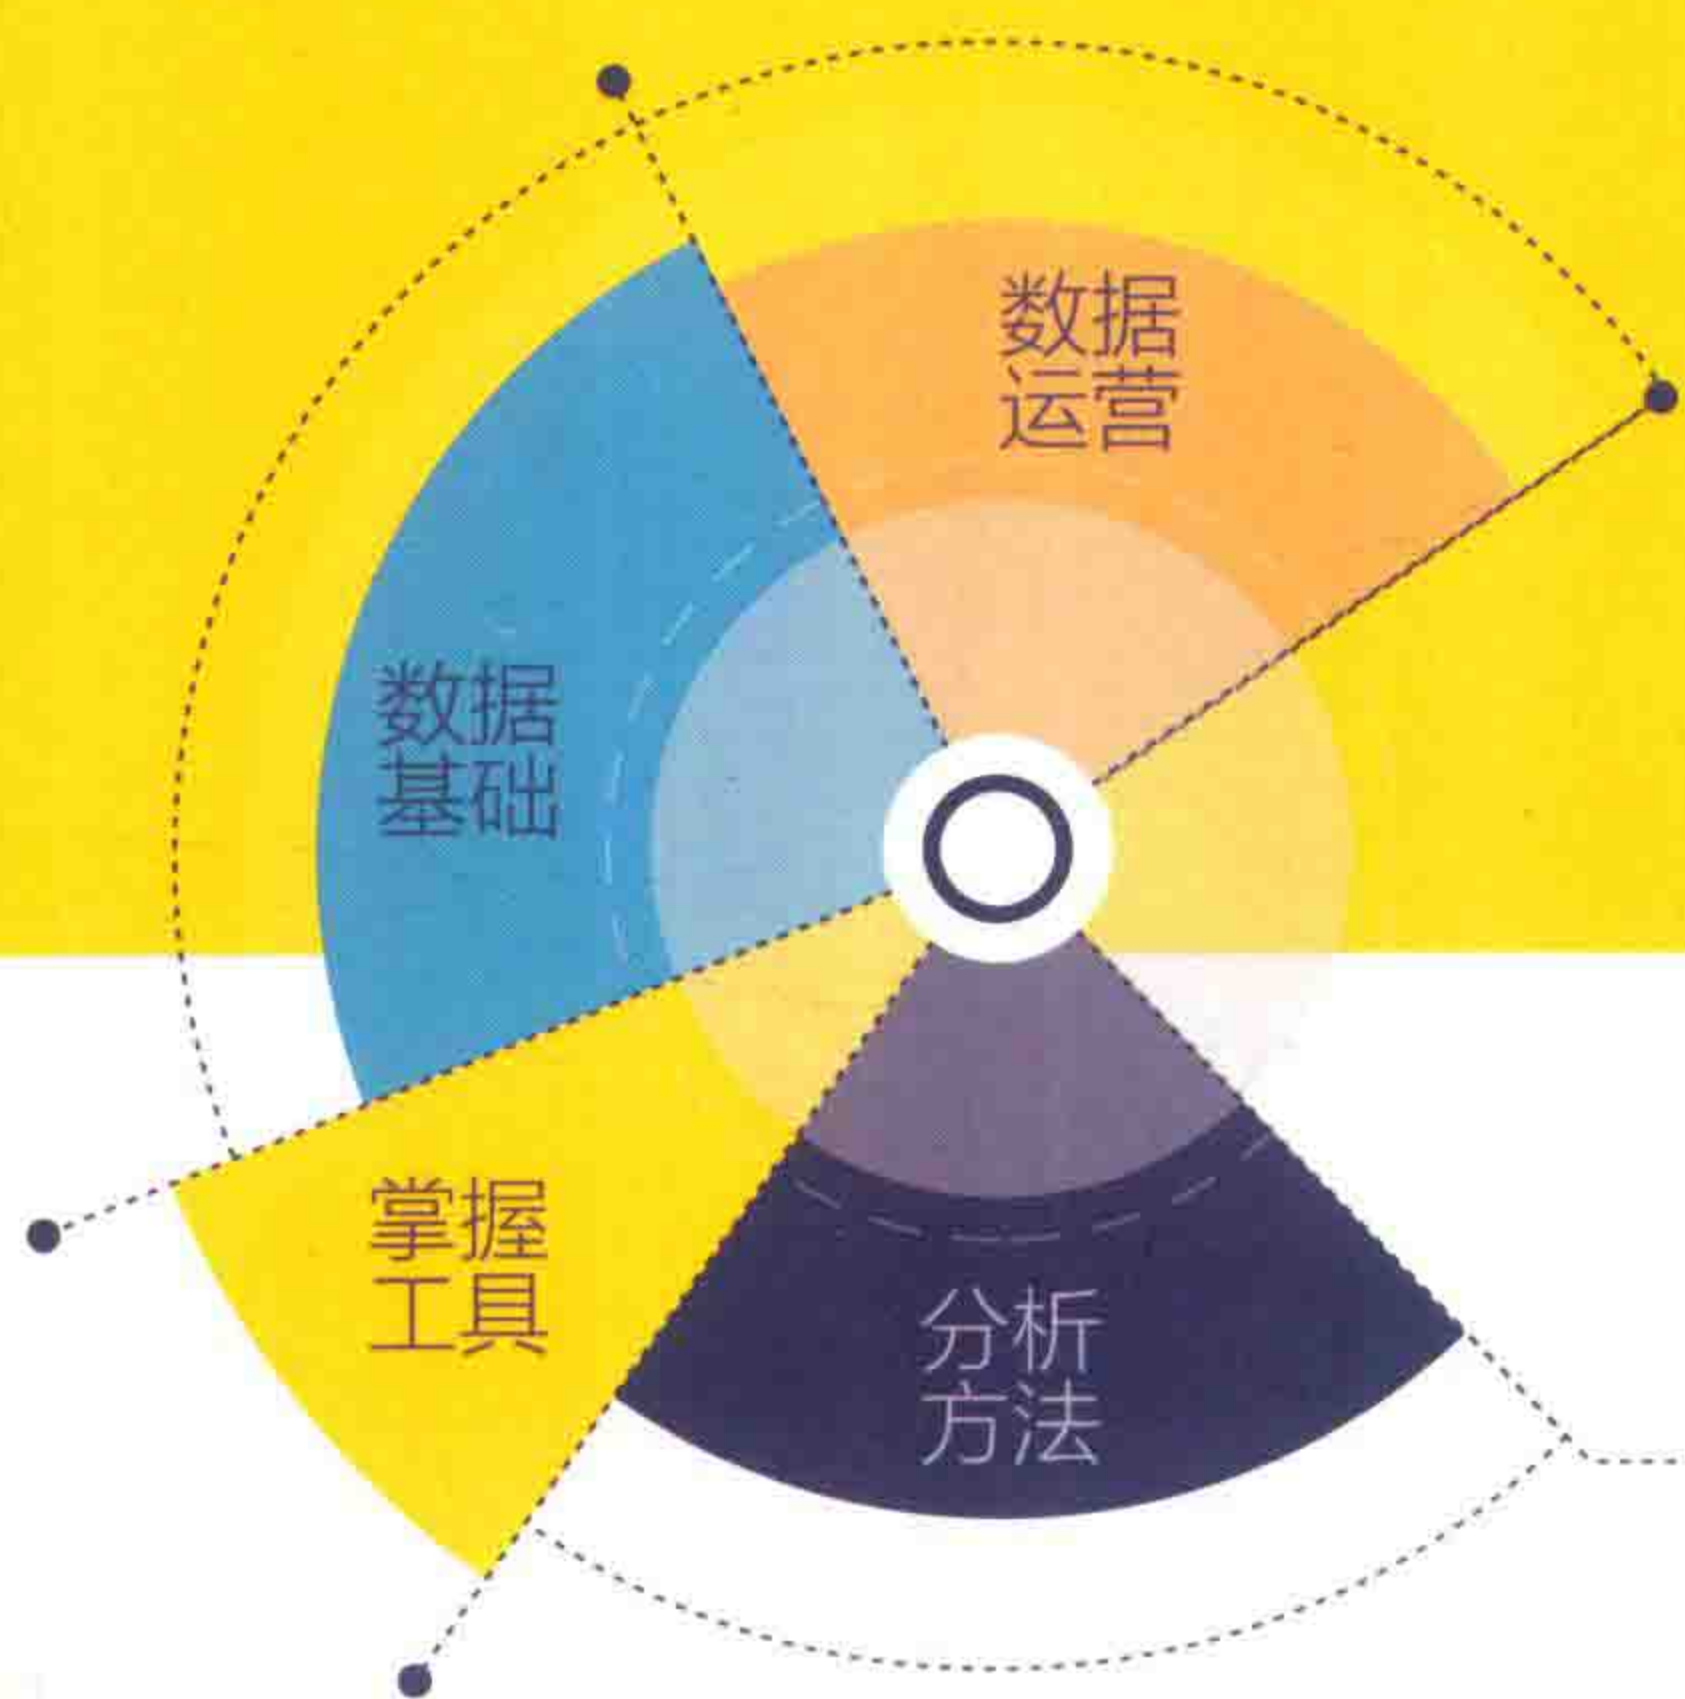 数据
运营
数据
基础
掌握
工具
分析
方法